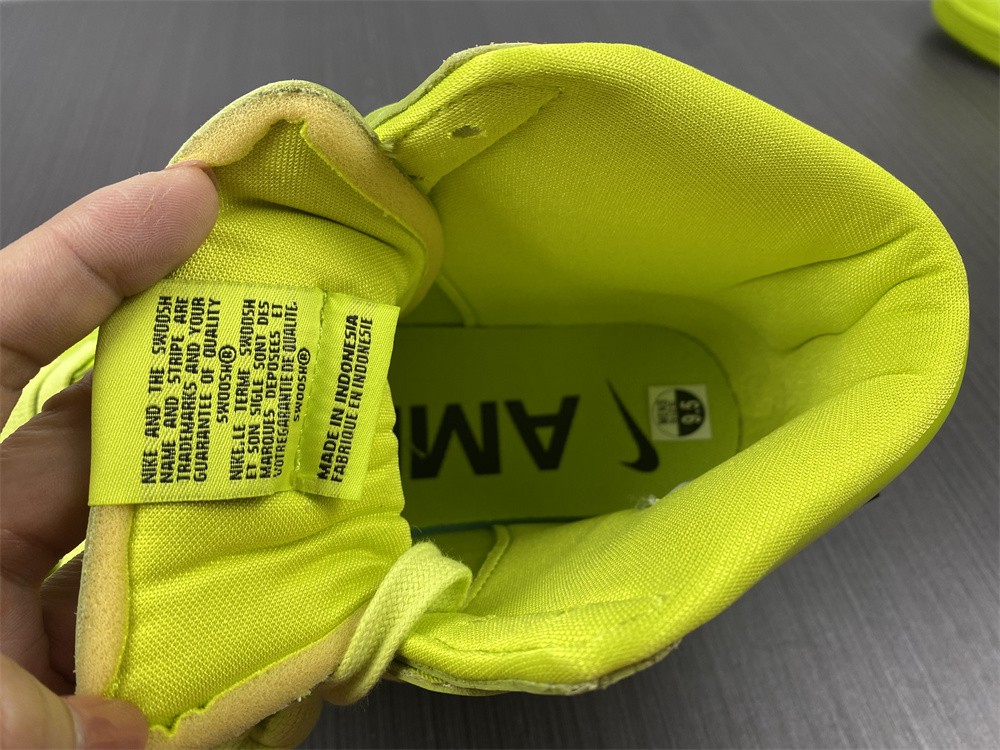 NIKE AND THE SWOOSH
NAME AND STRIPE ARE
TRADEMARKS AND YOUR
GUARANTEE OF QUALITY
SWOOSH®
NIKE·LE TERME SWOOSH
ET SON SIGLE SONT DES
MARQUES DEPOSEES ET
VOTREGARANTIE DE QUALITE.
SWOOSH®
MADE IN INDONESIA
FABRIQUE EN INDONESIE
AM
9.5